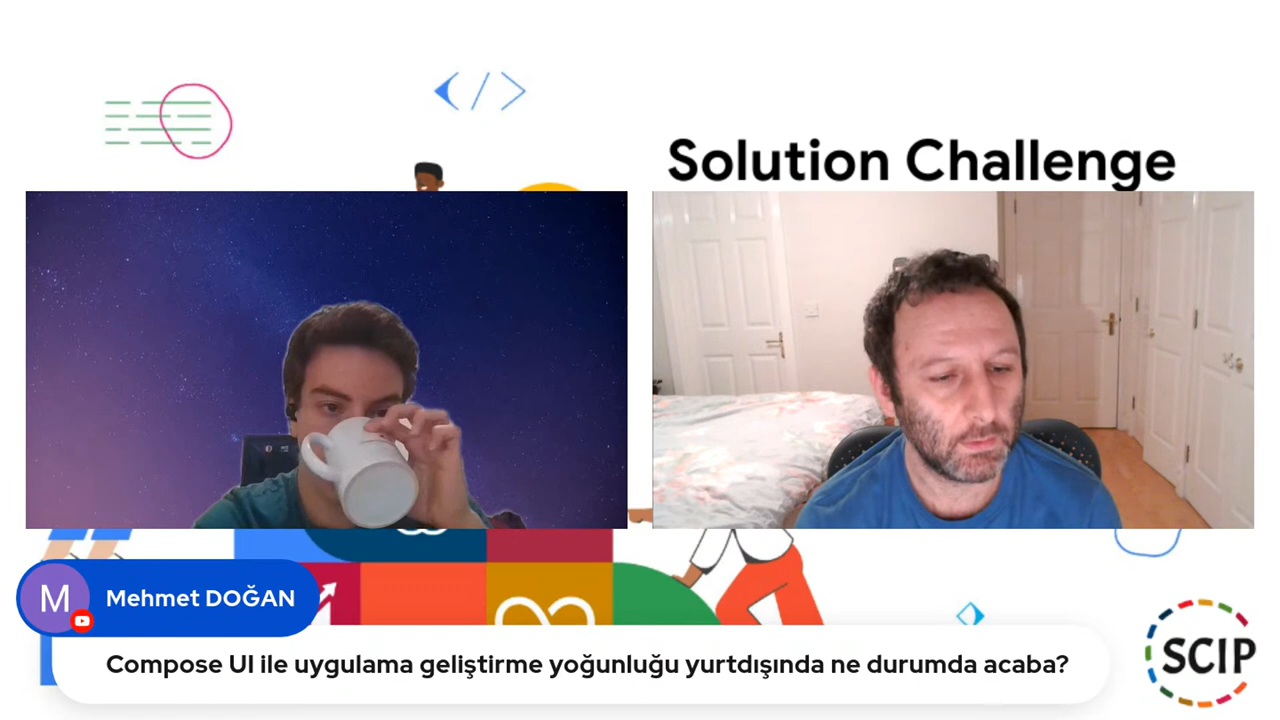 Solution Challenge
M
Mehmet DOĞAN
Compose UI ile uygulama geliştirme yoğunluğu yurtdışında ne durumda acaba?
SCIP